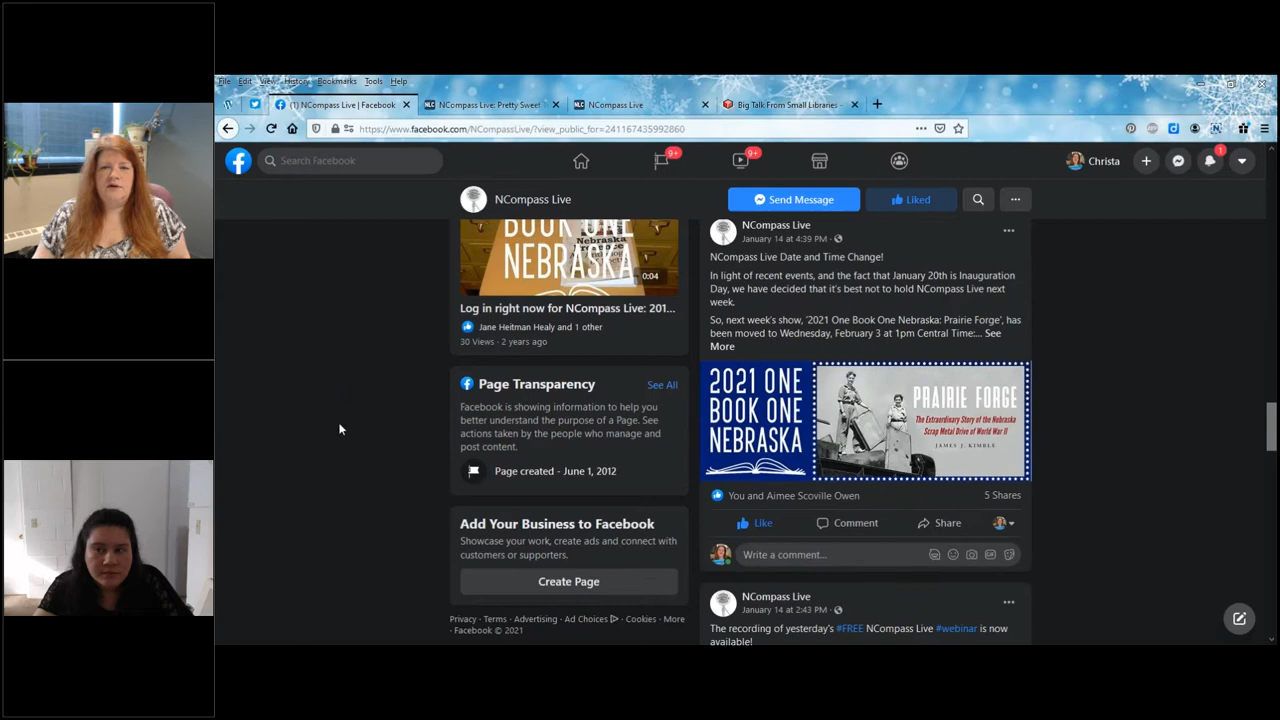 File Edit View History Bookmarks Tools Help
(1) NCompass Live | Facebook
NCompass Live: Pretty Sweet
NCompass Live
Big Talk From Small Libraries -
https://www.facebook.com/NCompassLive/?view_public_for=241167435992860
Search Facebook
9+
9+
Christa
1
NCompass Live
Send Message
Liked
BOOK ONE
NEBRASKA
0:04
Log in right now for NCompass Live: 201...
Jane Heitman Healy and 1 other
30 Views · 2 years ago
Page Transparency
See All
Facebook is showing information to help you
better understand the purpose of a Page. See
actions taken by the people who manage and
post content.
Page created - June 1, 2012
Add Your Business to Facebook
Showcase your work, create ads and connect with
customers or supporters.
Create Page
Privacy · Terms · Advertising · Ad Choices · Cookies · More
· Facebook © 2021
NCompass Live
January 14 at 4:39 PM ·
NCompass Live Date and Time Change!
In light of recent events, and the fact that January 20th is Inauguration
Day, we have decided that it's best not to hold NCompass Live next
week.
So, next week's show, '2021 One Book One Nebraska: Prairie Forge', has
been moved to Wednesday, February 3 at 1pm Central Time:... See
More
2021 ONE
BOOK ONE
NEBRASKA
PRAIRIE FORGE
The Extraordinary Story of the Nebraska
Scrap Metal Drive of World War II
JAMES J. KIMBLE
You and Aimee Scoville Owen
5 Shares
Like
Comment
Share
Write a comment...
NCompass Live
January 14 at 2:43 PM ·
The recording of yesterday's #FREE NCompass Live #webinar is now
available!